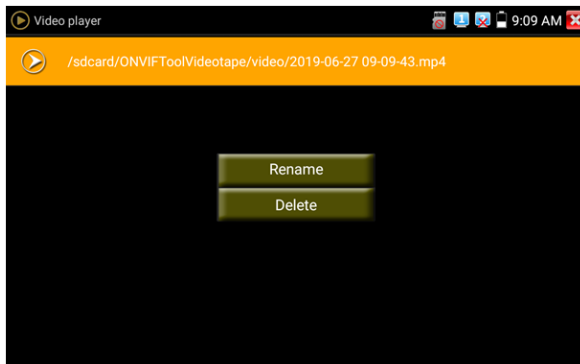 Video player
9:09 AM
/sdcard/ONVIFToolVideotape/video/2019-06-27 09-09-43.mp4
Rename
Delete